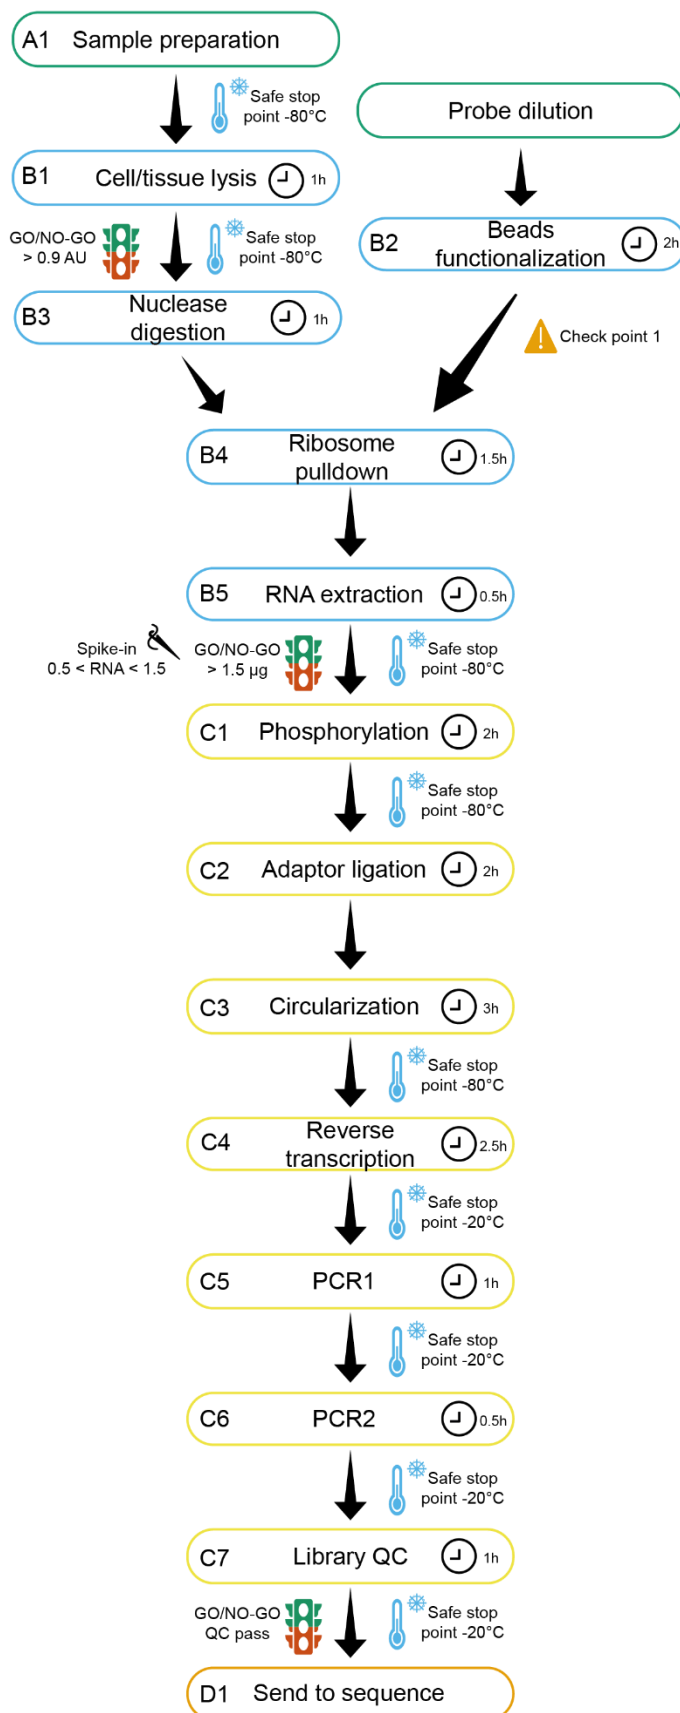 A1 Sample preparation
Safe stop
point -80°C
Probe dilution
B1 Cell/tissue lysis 1h
GO/NO-GO
> 0.9 AU
Safe stop
point -80°C
B2 Beads
functionalization 2h
B3 Nuclease
digestion 1h
Check point 1
B4 Ribosome
pulldown 1.5h
B5 RNA extraction 0.5h
Spike-in
0.5 < RNA < 1.5
GO/NO-GO
> 1.5 µg
Safe stop
point -80°C
C1 Phosphorylation 2h
Safe stop
point -80°C
C2 Adaptor ligation 2h
C3 Circularization 3h
Safe stop
point -80°C
C4 Reverse
transcription 2.5h
Safe stop
point -20°C
C5 PCR1 1h
Safe stop
point -20°C
C6 PCR2 0.5h
Safe stop
point -20°C
C7 Library QC 1h
GO/NO-GO
QC pass
Safe stop
point -20°C
D1 Send to sequence